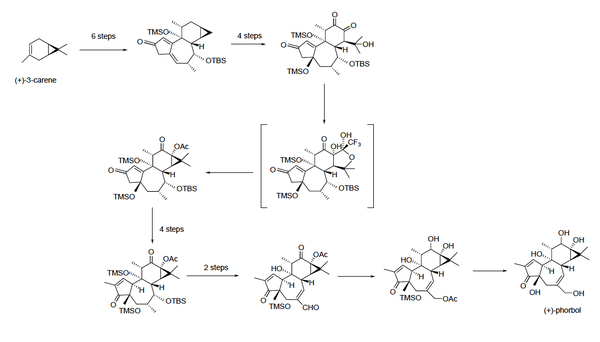 6 steps
4 steps
(+)-3-carene
TMSO
H
O
OTBS
O
O
TMSO
OH
H
O
OTBS
TMSO
O
OAc
TMSO
H
O
OTBS
TMSO
O
OH
OH
CF3
O
TMSO
H
O
OTBS
TMSO
4 steps
O
OAc
TMSO
H
H
O
OTBS
TMSO
2 steps
O
OAc
HO
H
H
O
TMSO
CHO
OH
OH
HO
H
H
O
TMSO
OAc
OH
OH
HO
H
H
O
OH
OH
(+)-phorbol